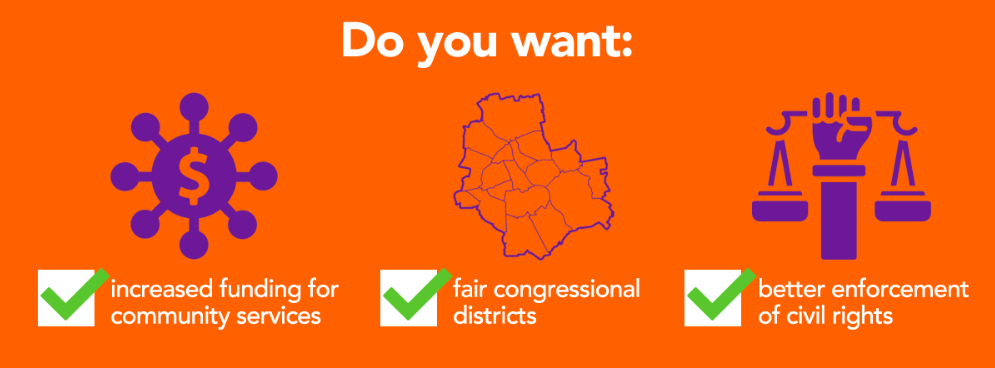 Do you want:
$
increased funding for
community services
fair congressional
districts
better enforcement
of civil rights